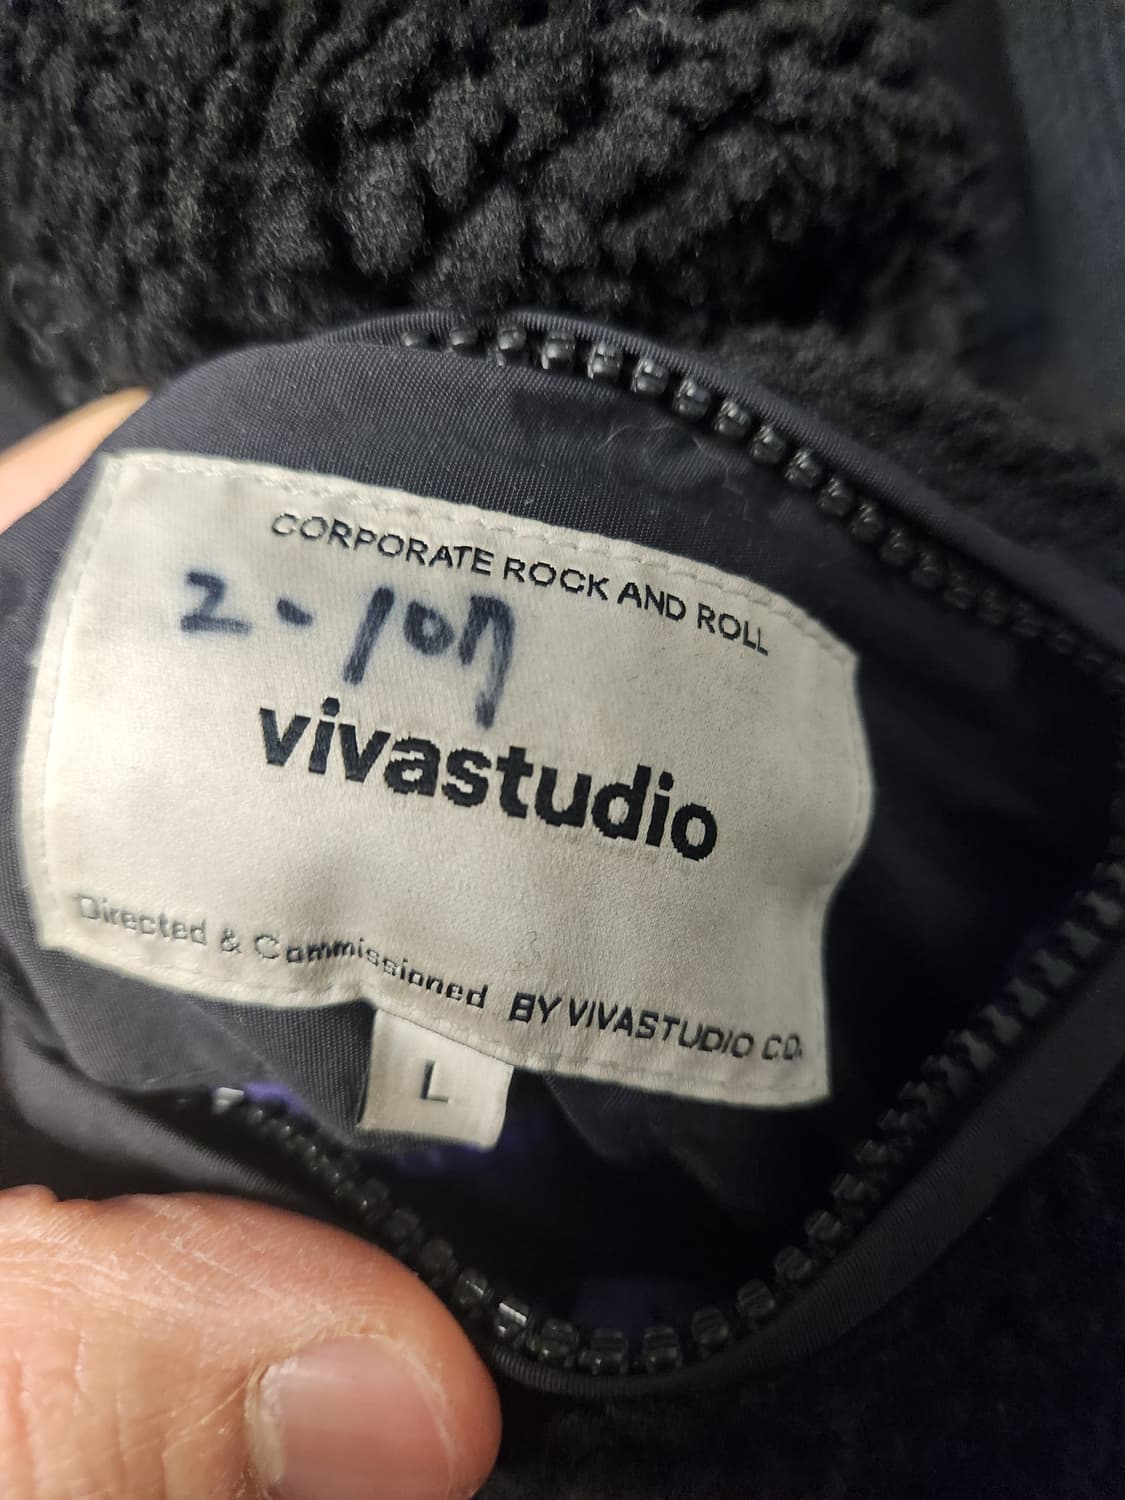 CORPORATE ROCK AND ROLL
2-107
vivastudio
Directed & Commissioned BY VIVASTUDIO CO.
L